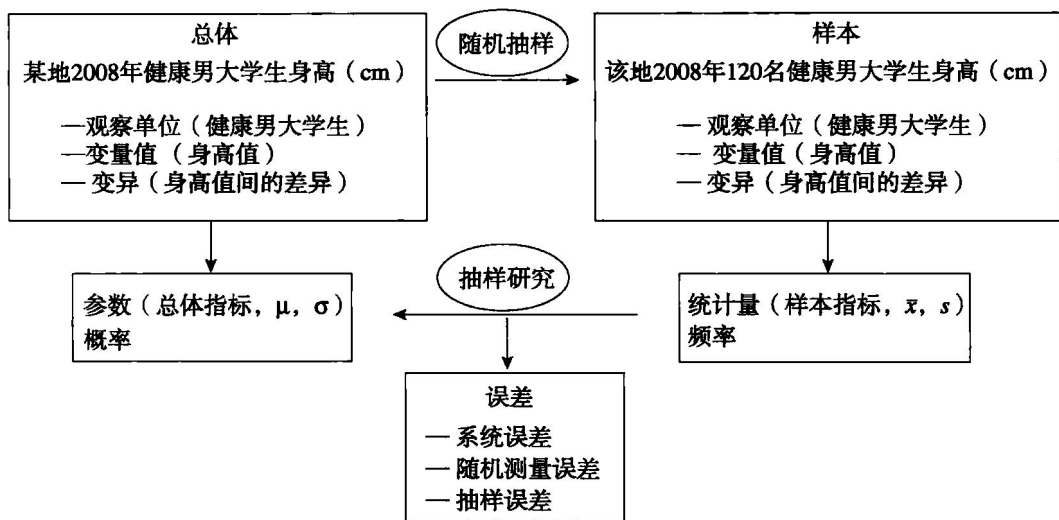 总体
某地2008年健康男大学生身高（cm）
—观察单位（健康男大学生）
—变量值（身高值）
—变异（身高值间的差异）
随机抽样
样本
该地2008年120名健康男大学生身高（cm）
— 观察单位（健康男大学生）
— 变量值（身高值）
— 变异（身高值间的差异）
参数（总体指标，μ，σ）
概率
抽样研究
统计量（样本指标，x̄，s）
频率
误差
— 系统误差
— 随机测量误差
— 抽样误差